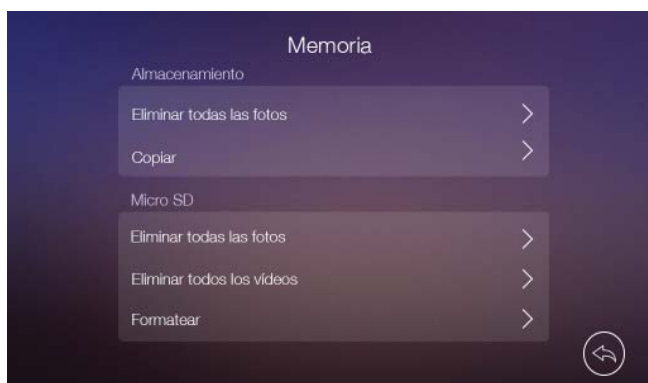 Memoria
Almacenamiento
Eliminar todas las fotos
Copiar
Micro SD
Eliminar todas las fotos
Eliminar todos los vídeos
Formatear